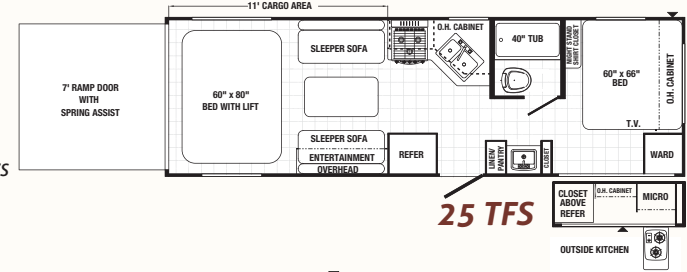 11' CARGO AREA
7' RAMP DOOR
WITH
SPRING ASSIST
60" x 80"
BED WITH LIFT
SLEEPER SOFA
SLEEPER SOFA
ENTERTAINMENT
OVERHEAD
O.H. CABINET
REFER
40" TUB
LINEN/
PANTRY
CLOSET
NIGHT STAND
SHIRT CLOSET
60" x 66"
BED
O.H. CABINET
T.V.
WARD
25 TFS
CLOSET
ABOVE
REFER
O.H. CABINET
MICRO
OUTSIDE KITCHEN